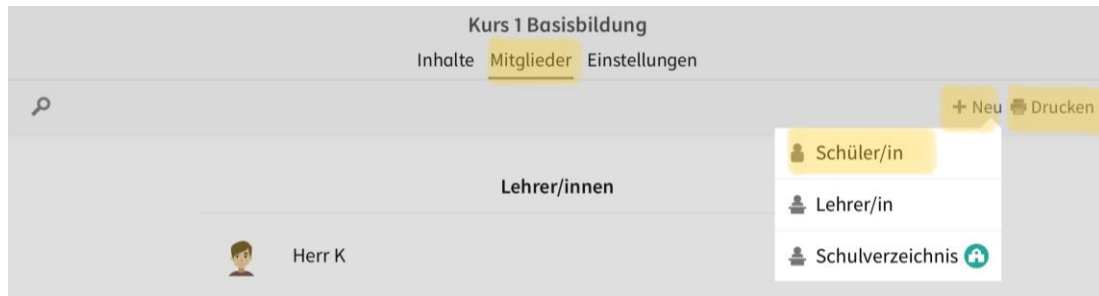 Kurs 1 Basisbildung
Inhalte Mitglieder Einstellungen
+ Neu Drucken
Schüler/in
Lehrer/innen
Lehrer/in
Herr K
Schulverzeichnis